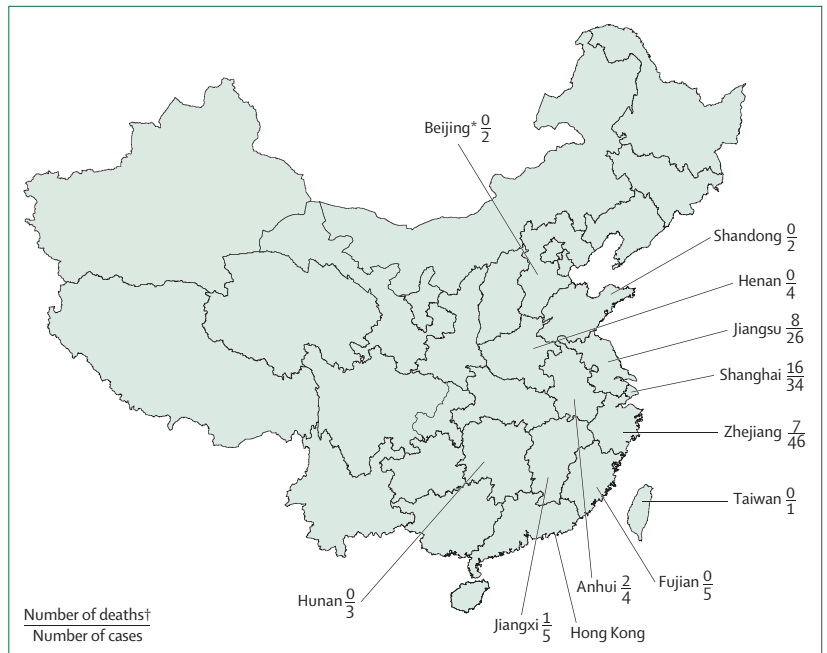 Beijing* 0/2
Shandong 0/2
Henan 0/4
Jiangsu 8/26
Shanghai 16/34
Zhejiang 7/46
Taiwan 0/1
Fujian 0/5
Anhui 2/4
Hong Kong
Jiangxi 1/5
Hunan 0/3
Number of deaths†
Number of cases